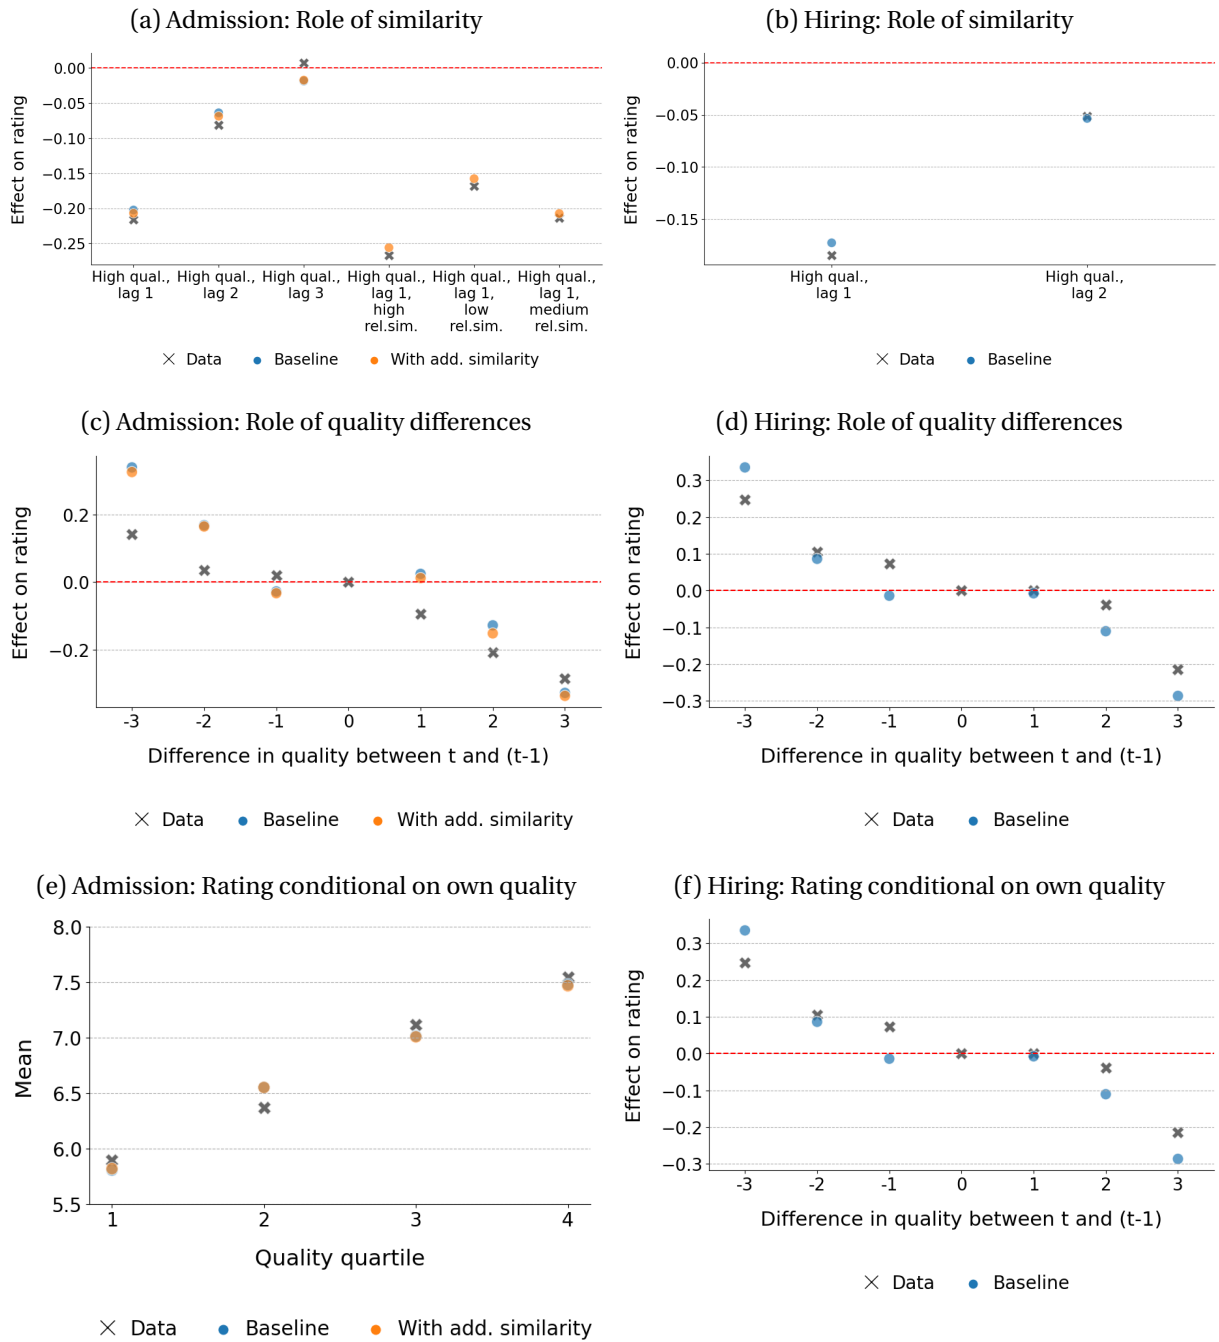 (a) Admission: Role of similarity
0.00
−0.05
−0.10
−0.15
−0.20
−0.25
Effect on rating
High qual.,
lag 1
High qual.,
lag 2
High qual.,
lag 3
High qual.,
lag 1,
high
rel.sim.
High qual.,
lag 1,
low
rel.sim.
High qual.,
lag 1,
medium
rel.sim.
Data
Baseline
With add. similarity
(b) Hiring: Role of similarity
0.00
−0.05
−0.10
−0.15
Effect on rating
High qual.,
lag 1
High qual.,
lag 2
Data
Baseline
(c) Admission: Role of quality differences
0.2
0.0
−0.2
Effect on rating
-3 -2 -1 0 1 2 3
Difference in quality between t and (t-1)
Data
Baseline
With add. similarity
(d) Hiring: Role of quality differences
0.3
0.2
0.1
0.0
−0.1
−0.2
−0.3
Effect on rating
-3 -2 -1 0 1 2 3
Difference in quality between t and (t-1)
Data
Baseline
(e) Admission: Rating conditional on own quality
8.0
7.5
7.0
6.5
6.0
5.5
Mean
1 2 3 4
Quality quartile
Data
Baseline
With add. similarity
(f) Hiring: Rating conditional on own quality
0.3
0.2
0.1
0.0
−0.1
−0.2
−0.3
Effect on rating
-3 -2 -1 0 1 2 3
Difference in quality between t and (t-1)
Data
Baseline